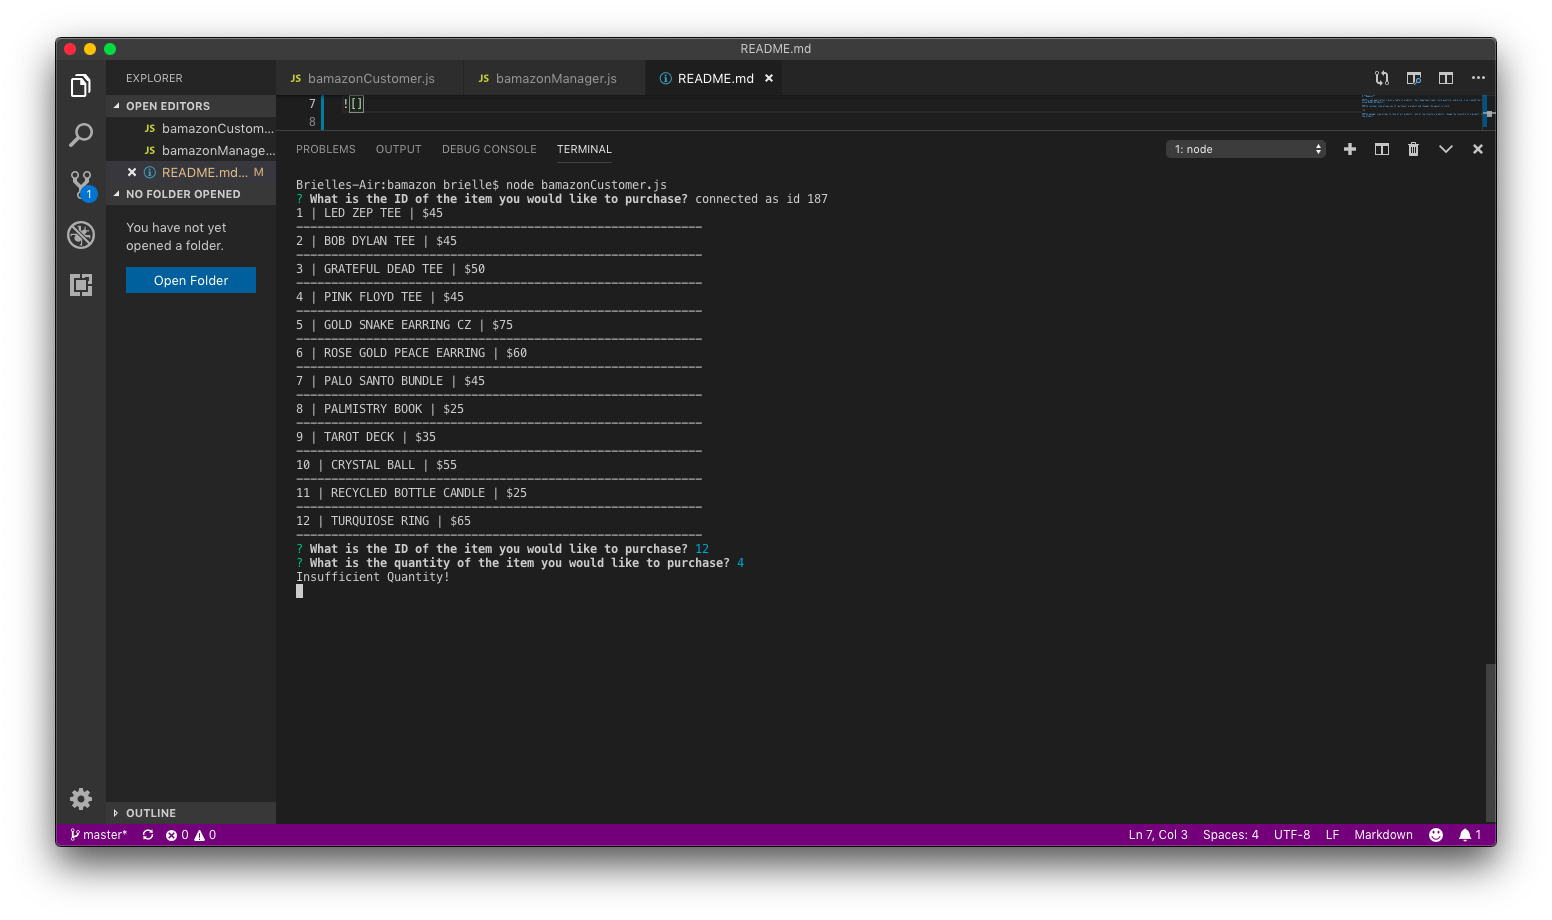 README.md
EXPLORER
OPEN EDITORS
JS bamazonCustom...
JS bamazonManage...
README.md... M
NO FOLDER OPENED
You have not yet
opened a folder.
Open Folder
OUTLINE
1
JS bamazonCustomer.js
JS bamazonManager.js
README.md
7 ![]
8
PROBLEMS OUTPUT DEBUG CONSOLE TERMINAL
1: node
Brielles-Air:bamazon brielle$ node bamazonCustomer.js
? What is the ID of the item you would like to purchase? connected as id 187
1 | LED ZEP TEE | $45
----------------------------------------------------------
2 | BOB DYLAN TEE | $45
----------------------------------------------------------
3 | GRATEFUL DEAD TEE | $50
----------------------------------------------------------
4 | PINK FLOYD TEE | $45
----------------------------------------------------------
5 | GOLD SNAKE EARRING CZ | $75
----------------------------------------------------------
6 | ROSE GOLD PEACE EARRING | $60
----------------------------------------------------------
7 | PALO SANTO BUNDLE | $45
----------------------------------------------------------
8 | PALMISTRY BOOK | $25
----------------------------------------------------------
9 | TAROT DECK | $35
----------------------------------------------------------
10 | CRYSTAL BALL | $55
----------------------------------------------------------
11 | RECYCLED BOTTLE CANDLE | $25
----------------------------------------------------------
12 | TURQUIOSE RING | $65
----------------------------------------------------------
? What is the ID of the item you would like to purchase? 12
? What is the quantity of the item you would like to purchase? 4
Insufficient Quantity!
master* 0 0
Ln 7, Col 3 Spaces: 4 UTF-8 LF Markdown 1